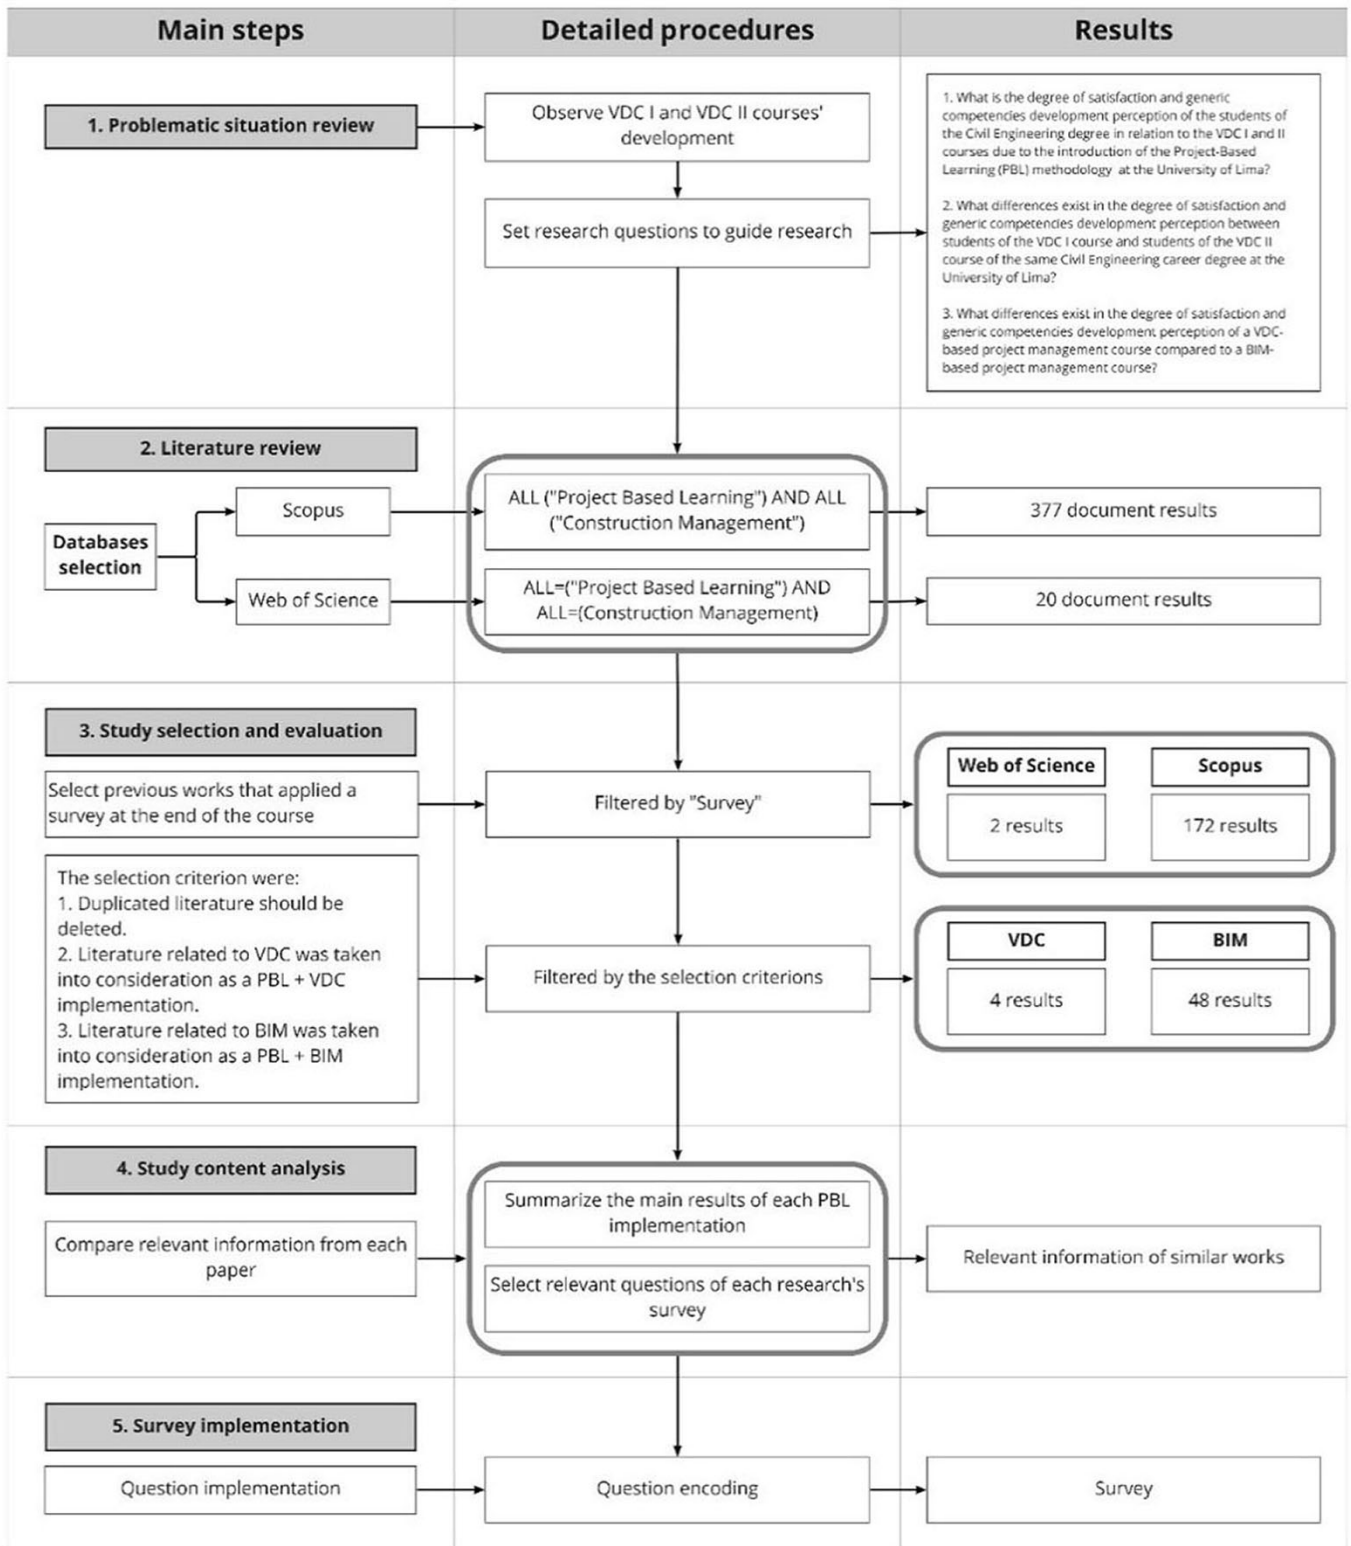 Main steps
Detailed procedures
Results
1. Problematic situation review
Observe VDC I and VDC II courses'
development
Set research questions to guide research
1. What is the degree of satisfaction and generic
competencies development perception of the students of
the Civil Engineering degree in relation to the VDC I and II
courses due to the introduction of the Project-Based
Learning (PBL) methodology at the University of Lima?
2. What differences exist in the degree of satisfaction and
generic competencies development perception between
students of the VDC I course and students of the VDC II
course of the same Civil Engineering career degree at the
University of Lima?
3. What differences exist in the degree of satisfaction and
generic competencies development perception of a VDC-
based project management course compared to a BIM-
based project management course?
2. Literature review
Databases
selection
Scopus
Web of Science
ALL ("Project Based Learning") AND ALL
("Construction Management")
ALL=("Project Based Learning") AND
ALL=(Construction Management)
377 document results
20 document results
3. Study selection and evaluation
Select previous works that applied a
survey at the end of the course
Filtered by "Survey"
Web of Science
Scopus
2 results
172 results
The selection criterion were:
1. Duplicated literature should be
deleted.
2. Literature related to VDC was taken
into consideration as a PBL + VDC
implementation.
3. Literature related to BIM was taken
into consideration as a PBL + BIM
implementation.
Filtered by the selection criterions
VDC
BIM
4 results
48 results
4. Study content analysis
Compare relevant information from each
paper
Summarize the main results of each PBL
implementation
Select relevant questions of each research's
survey
Relevant information of similar works
5. Survey implementation
Question implementation
Question encoding
Survey